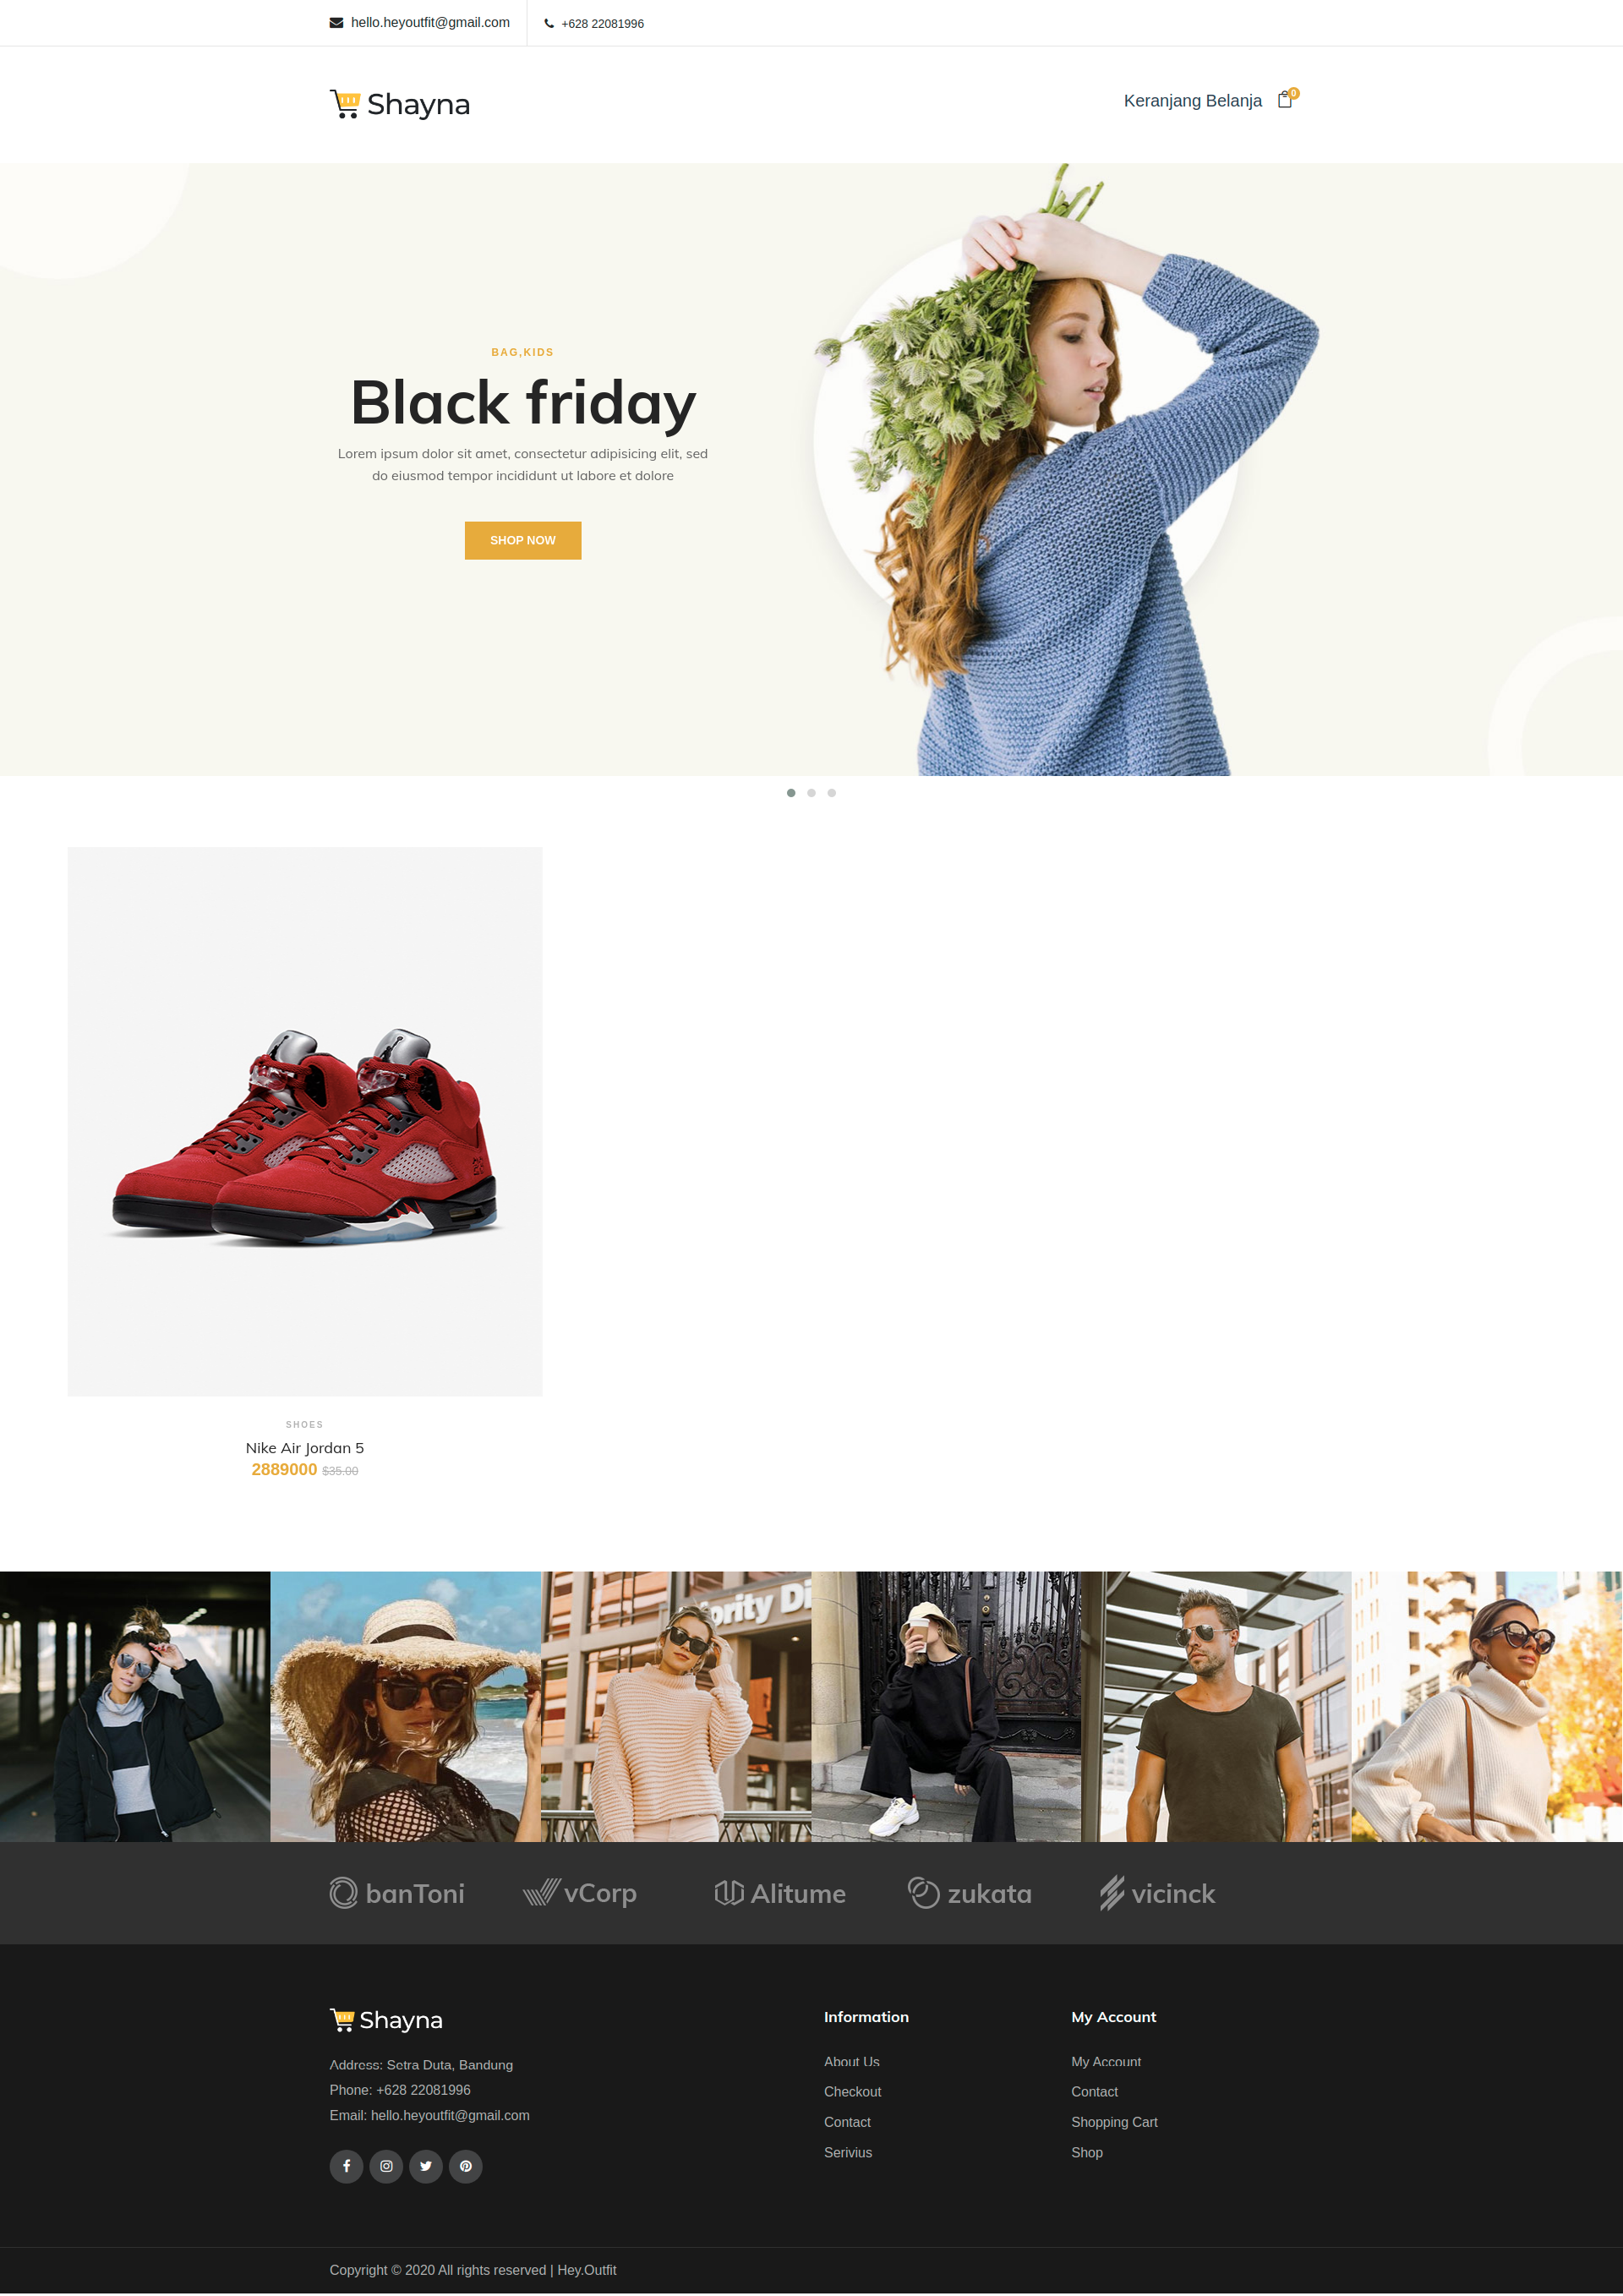 hello.heyoutfit@gmail.com
+628 22081996
Shayna
Keranjang Belanja
0
BAG,KIDS
Black friday
Lorem ipsum dolor sit amet, consectetur adipisicing elit, sed
do eiusmod tempor incididunt ut labore et dolore
SHOP NOW
SHOES
Nike Air Jordan 5
2889000 $35.00
ority Di
banToni
vCorp
Alitume
zukata
vicinck
Shayna
Address: Setra Duta, Bandung
Phone: +628 22081996
Email: hello.heyoutfit@gmail.com
Information
About Us
Checkout
Contact
Serivius
My Account
My Account
Contact
Shopping Cart
Shop
Copyright © 2020 All rights reserved | Hey.Outfit